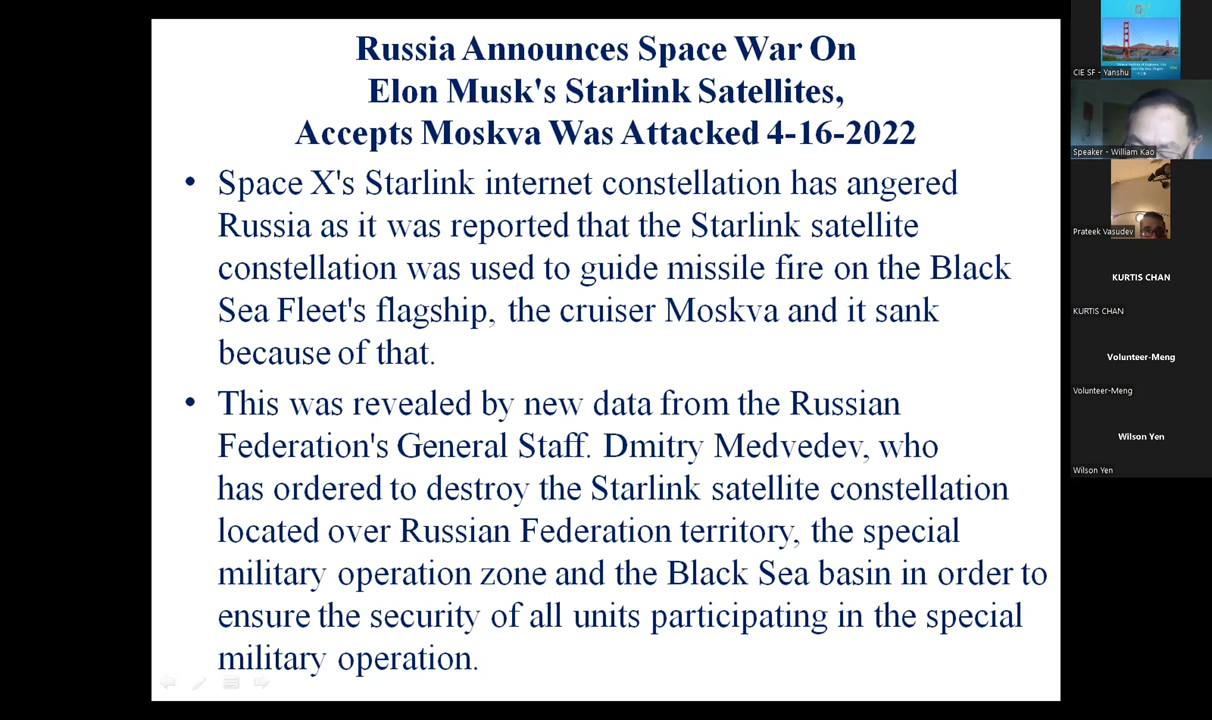 Russia Announces Space War On
Elon Musk's Starlink Satellites,
Accepts Moskva Was Attacked 4-16-2022
• Space X's Starlink internet constellation has angered
Russia as it was reported that the Starlink satellite
constellation was used to guide missile fire on the Black
Sea Fleet's flagship, the cruiser Moskva and it sank
because of that.
• This was revealed by new data from the Russian
Federation's General Staff. Dmitry Medvedev, who
has ordered to destroy the Starlink satellite constellation
located over Russian Federation territory, the special
military operation zone and the Black Sea basin in order to
ensure the security of all units participating in the special
military operation.
CIE SF - Yanshu
Speaker - William Kao
Prateek Vasudev
KURTIS CHAN
KURTIS CHAN
Volunteer-Meng
Volunteer-Meng
Wilson Yen
Wilson Yen